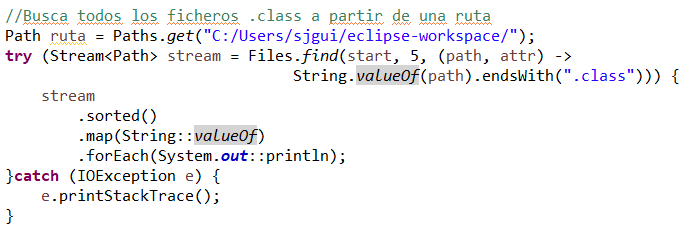 //Busca todos los ficheros .class a partir de una ruta
Path ruta = Paths.get("C:/Users/sjgui/eclipse-workspace/");
try (Stream<Path> stream = Files.find(start, 5, (path, attr) ->
String.valueOf(path).endsWith(".class"))) {
stream
.sorted()
.map(String::valueOf)
.forEach(System.out::println);
}catch (IOException e) {
e.printStackTrace();
}